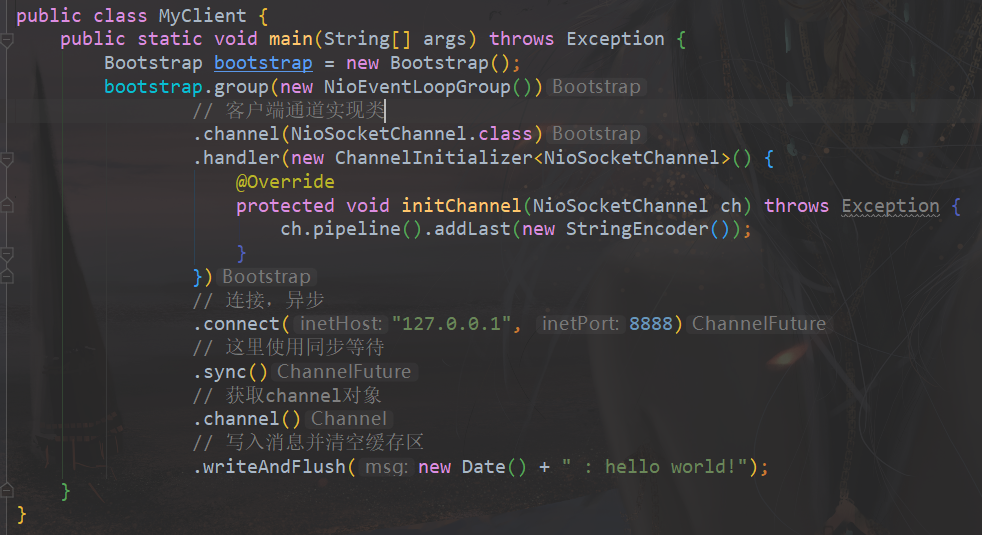 public class MyClient {
public static void main(String[] args) throws Exception {
Bootstrap bootstrap = new Bootstrap();
bootstrap.group(new NioEventLoopGroup()) Bootstrap
// 客户端通道实现类
.channel(NioSocketChannel.class) Bootstrap
.handler(new ChannelInitializer<NioSocketChannel>() {
@Override
protected void initChannel(NioSocketChannel ch) throws Exception {
ch.pipeline().addLast(new StringEncoder());
}
}) Bootstrap
// 连接，异步
.connect( inetHost: "127.0.0.1", inetPort: 8888) ChannelFuture
// 这里使用同步等待
.sync() ChannelFuture
// 获取channel对象
.channel() Channel
// 写入消息并清空缓存区
.writeAndFlush( msg: new Date() + " : hello world!");
}
}